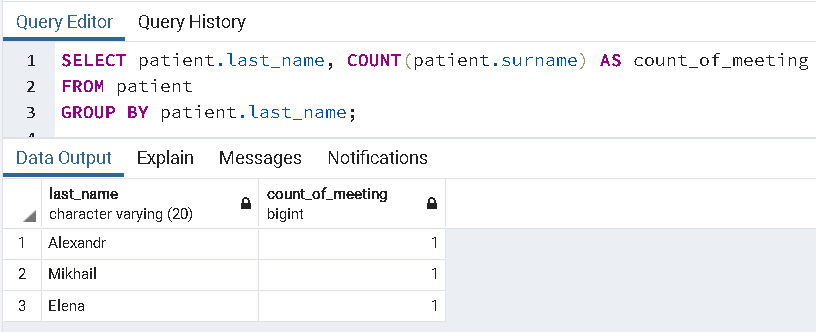 Query Editor Query History
1 SELECT patient.last_name, COUNT(patient.surname) AS count_of_meeting
2 FROM patient
3 GROUP BY patient.last_name;
Data Output Explain Messages Notifications
last_name count_of_meeting
character varying (20) bigint
1 Alexandr 1
2 Mikhail 1
3 Elena 1